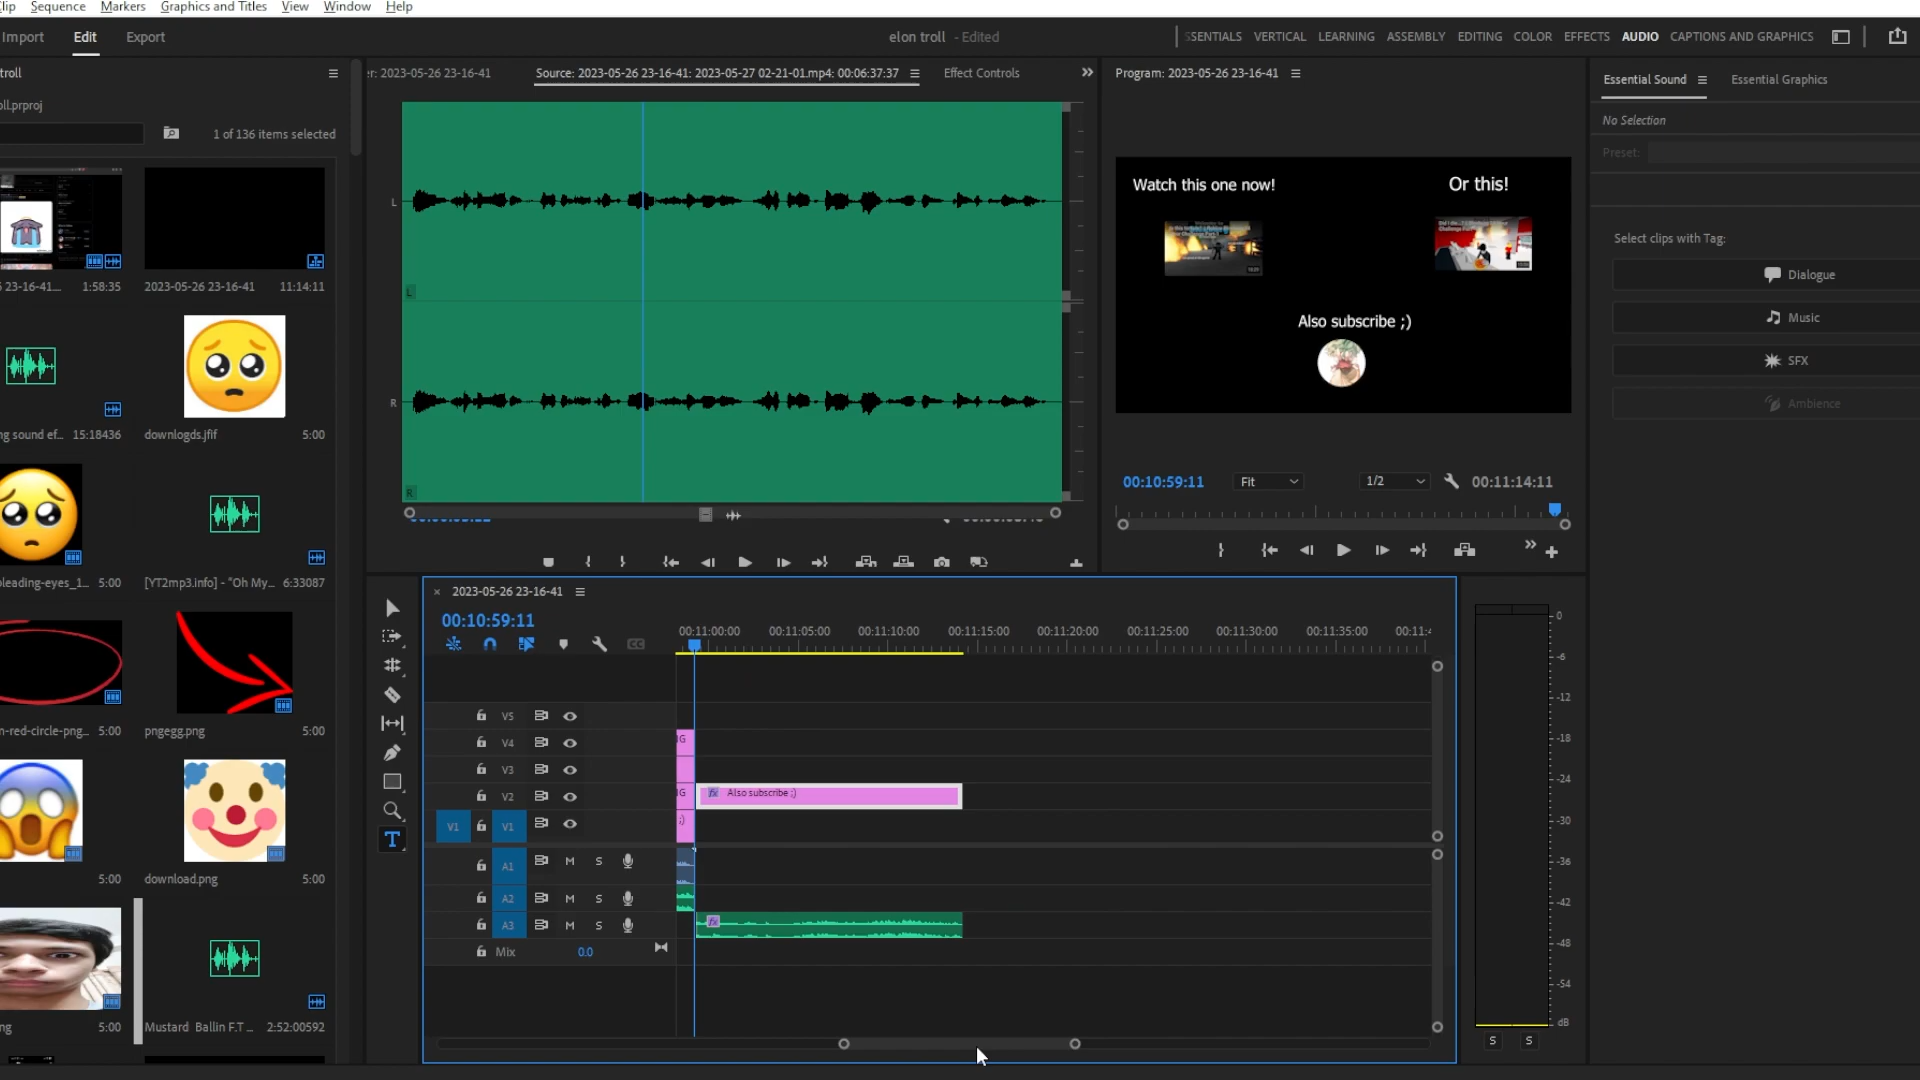 Clip Sequence Markers Graphics and Titles View Window Help
Import Edit Export
elon troll - Edited
SSENTIALS VERTICAL LEARNING ASSEMBLY EDITING COLOR EFFECTS AUDIO CAPTIONS AND GRAPHICS
troll
oll.prproj
1 of 136 items selected
23-16-41... 1:58:35
2023-05-26 23-16-41 11:14:11
ng sound ef... 15:18436
downlogds.jfif 5:00
pleading-eyes_1... 5:00
[YT2mp3.info] - "Oh My... 6:33087
n-red-circle-png... 5:00
pngegg.png 5:00
5:00
download.png 5:00
ng 5:00
Mustard Ballin F.T ... 2:52:00592
er: 2023-05-26 23-16-41
Source: 2023-05-26 23-16-41: 2023-05-27 02-21-01.mp4: 00:06:37:37
Effect Controls
L
L
R
R
Program: 2023-05-26 23-16-41
Watch this one now!
Or this!
Also subscribe ;)
00:10:59:11 Fit 1/2 00:11:14:11
Essential Sound Essential Graphics
No Selection
Preset:
Select clips with Tag:
Dialogue
Music
SFX
Ambience
2023-05-26 23-16-41
00:10:59:11
00:11:00:00 00:11:05:00 00:11:10:00 00:11:15:00 00:11:20:00 00:11:25:00 00:11:30:00 00:11:35:00 00:11:4
V5
V4
V3
V2
V1 V1
G
G
;)
fx Also subscribe ;)
A1 M S
A2 M S
A3 M S
fx
Mix 0.0
0
-6
-12
-18
-24
-30
-36
-42
-48
-54
dB
S S